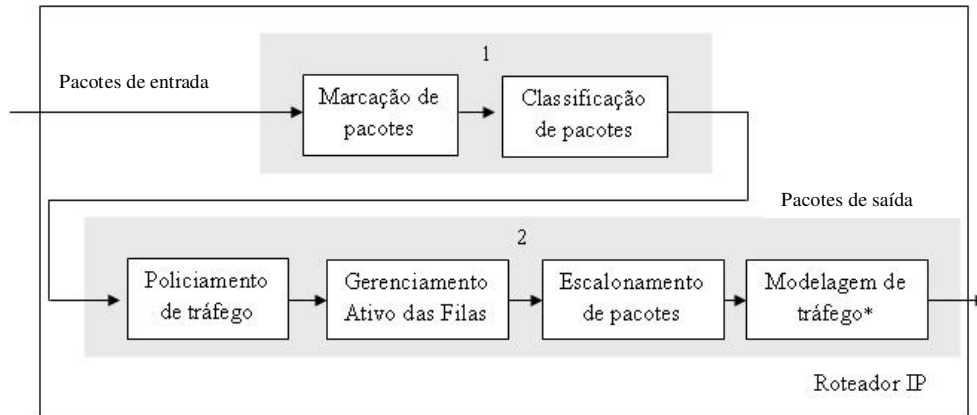 1
Pacotes de entrada
Marcação de
pacotes
Classificação
de pacotes
Pacotes de saída
2
Policiamento
de tráfego
Gerenciamento
Ativo das Filas
Escalonamento
de pacotes
Modelagem de
tráfego*
Roteador IP